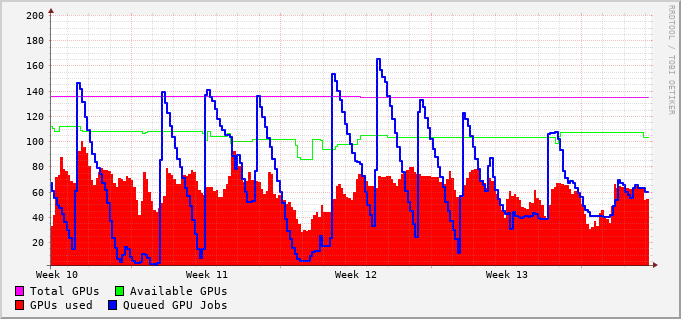 200
180
160
140
120
100
80
60
40
20
Week 10 Week 11 Week 12 Week 13
Total GPUs Available GPUs
GPUs used Queued GPU Jobs
RRDTOOL / TOBI OETIKER